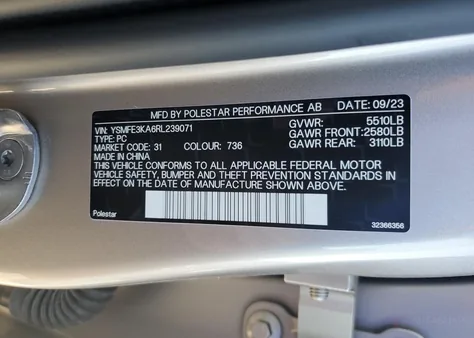 MFD BY POLESTAR PERFORMANCE AB DATE: 09/23
VIN: YSMFE3KA6RL239071 GVWR: 5510LB
TYPE: PC GAWR FRONT:2580LB
MARKET CODE: 31 COLOUR: 736 GAWR REAR: 3110LB
MADE IN CHINA
THIS VEHICLE CONFORMS TO ALL APPLICABLE FEDERAL MOTOR
VEHICLE SAFETY, BUMPER AND THEFT PREVENTION STANDARDS IN
EFFECT ON THE DATE OF MANUFACTURE SHOWN ABOVE.
Polestar 32366356